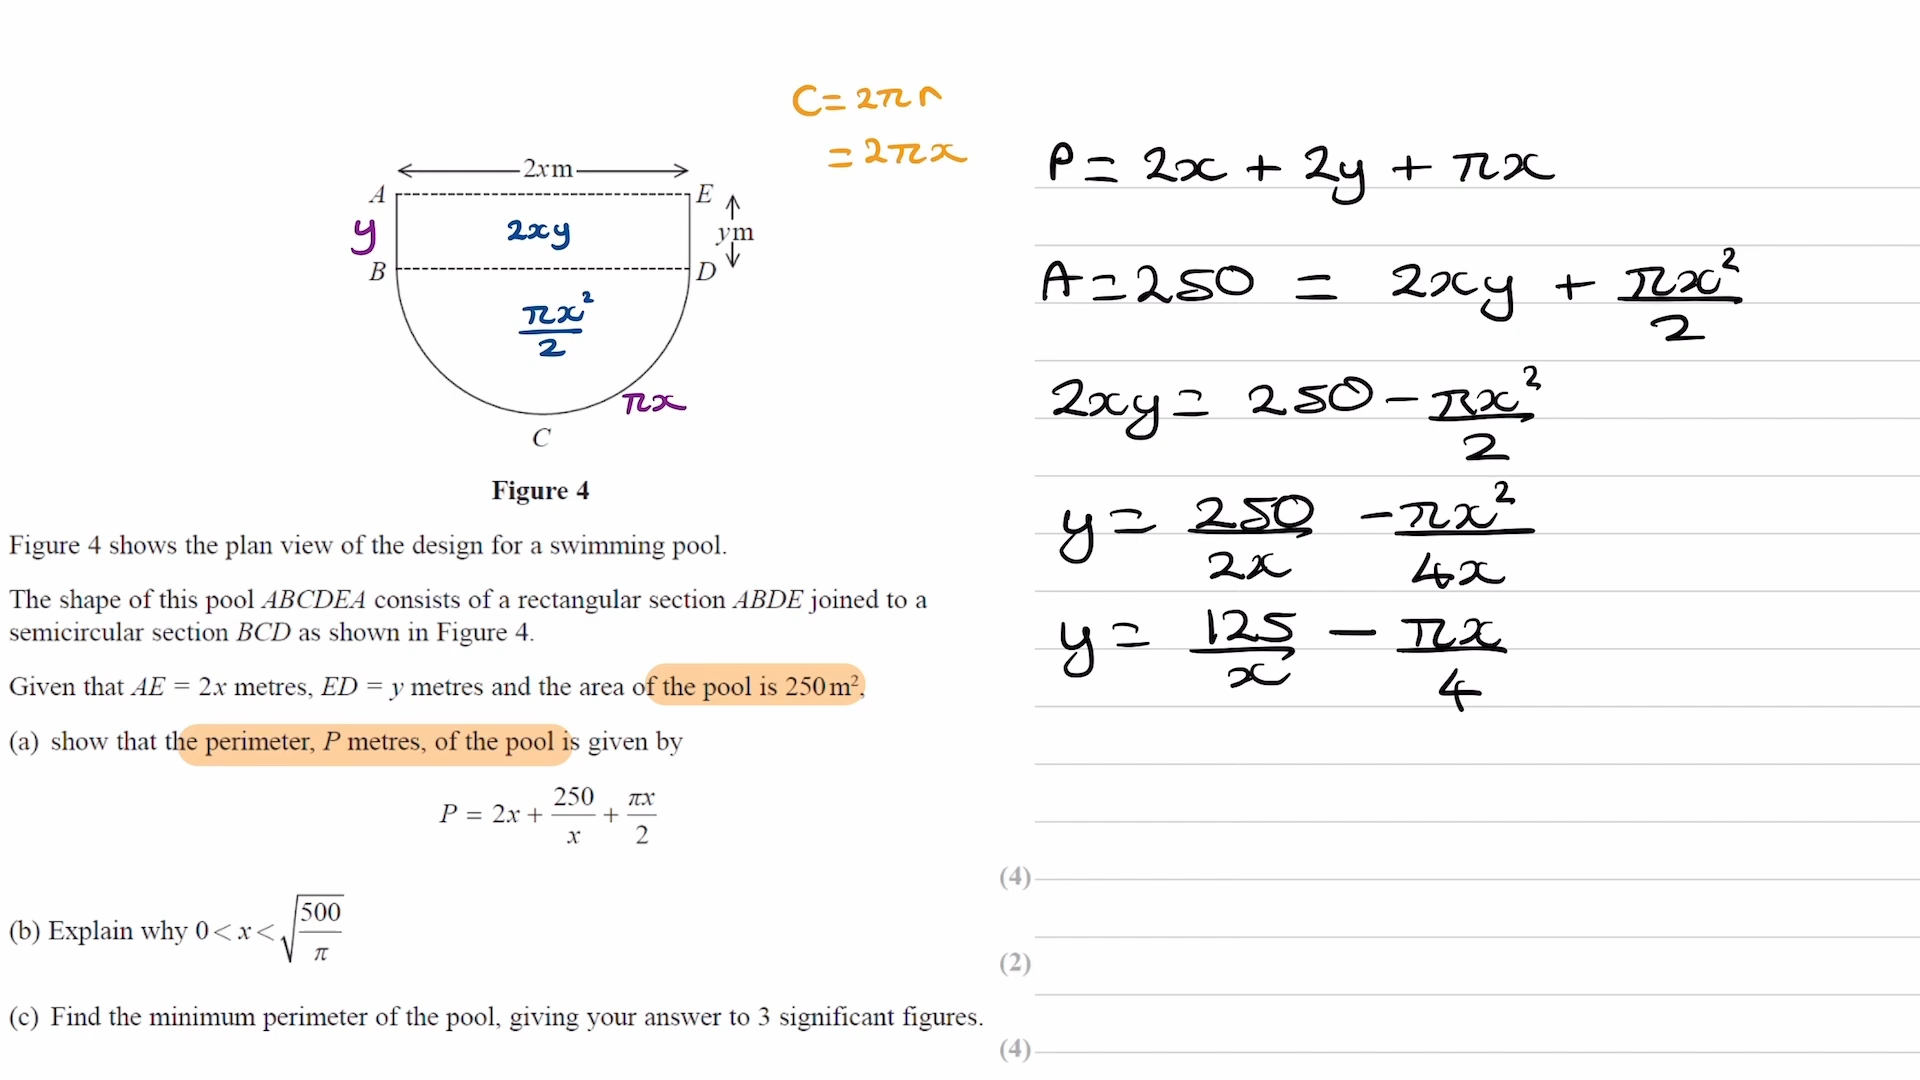 C = 2πr
= 2πx
2xm
A
E
y
2xy
ym
B
D
πx²/2
πx
C
Figure 4
Figure 4 shows the plan view of the design for a swimming pool.
The shape of this pool ABCDEA consists of a rectangular section ABDE joined to a
semicircular section BCD as shown in Figure 4.
Given that AE = 2x metres, ED = y metres and the area of the pool is 250 m²,
(a) show that the perimeter, P metres, of the pool is given by
P = 2x + 250/x + πx/2
(4)
(b) Explain why 0 < x < √(500/π)
(2)
(c) Find the minimum perimeter of the pool, giving your answer to 3 significant figures.
(4)
P = 2x + 2y + πx
A = 250 = 2xy + πx²/2
2xy = 250 - πx²/2
y = 250/2x - πx²/4x
y = 125/x - πx/4